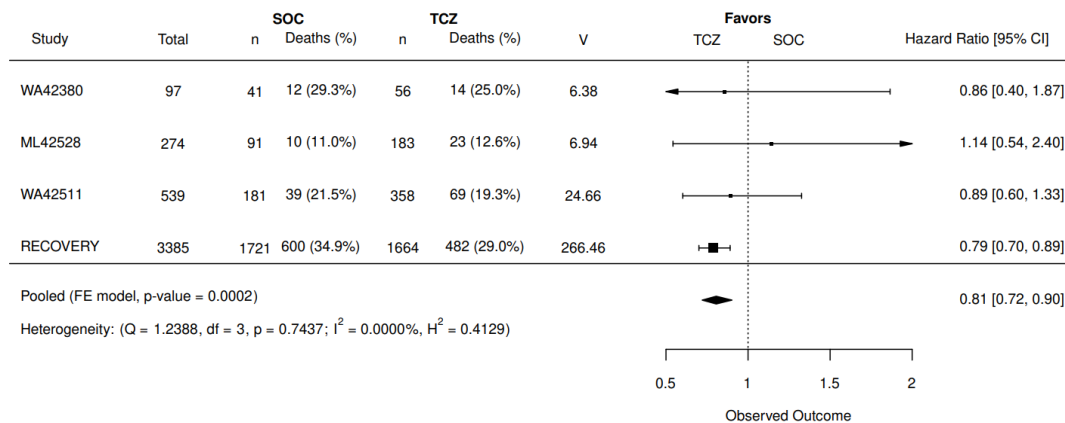 SOC TCZ Favors
Study Total n Deaths (%) n Deaths (%) V TCZ SOC Hazard Ratio [95% CI]
WA42380 97 41 12 (29.3%) 56 14 (25.0%) 6.38 0.86 [0.40, 1.87]
ML42528 274 91 10 (11.0%) 183 23 (12.6%) 6.94 1.14 [0.54, 2.40]
WA42511 539 181 39 (21.5%) 358 69 (19.3%) 24.66 0.89 [0.60, 1.33]
RECOVERY 3385 1721 600 (34.9%) 1664 482 (29.0%) 266.46 0.79 [0.70, 0.89]
Pooled (FE model, p-value = 0.0002) 0.81 [0.72, 0.90]
Heterogeneity: (Q = 1.2388, df = 3, p = 0.7437; I² = 0.0000%, H² = 0.4129)
0.5 1 1.5 2
Observed Outcome